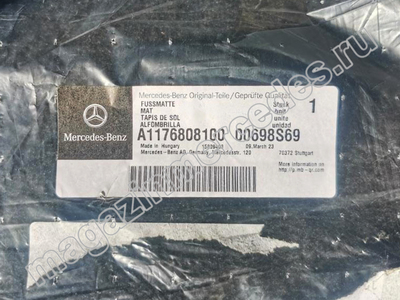 Mercedes-Benz Original-Teile/Geprüfte Qualität
FUSSMATTE Stück
MAT unit
TAPIS DE SOL unité
ALFOMBRILLA unidad
1
Mercedes-Benz
A1176808100 00698S69
Made in Hungary 09.March 23
Mercedes-Benz AG, Germany, Mercedesstr. 120 70372 Stuttgart
magazinmercedes.ru